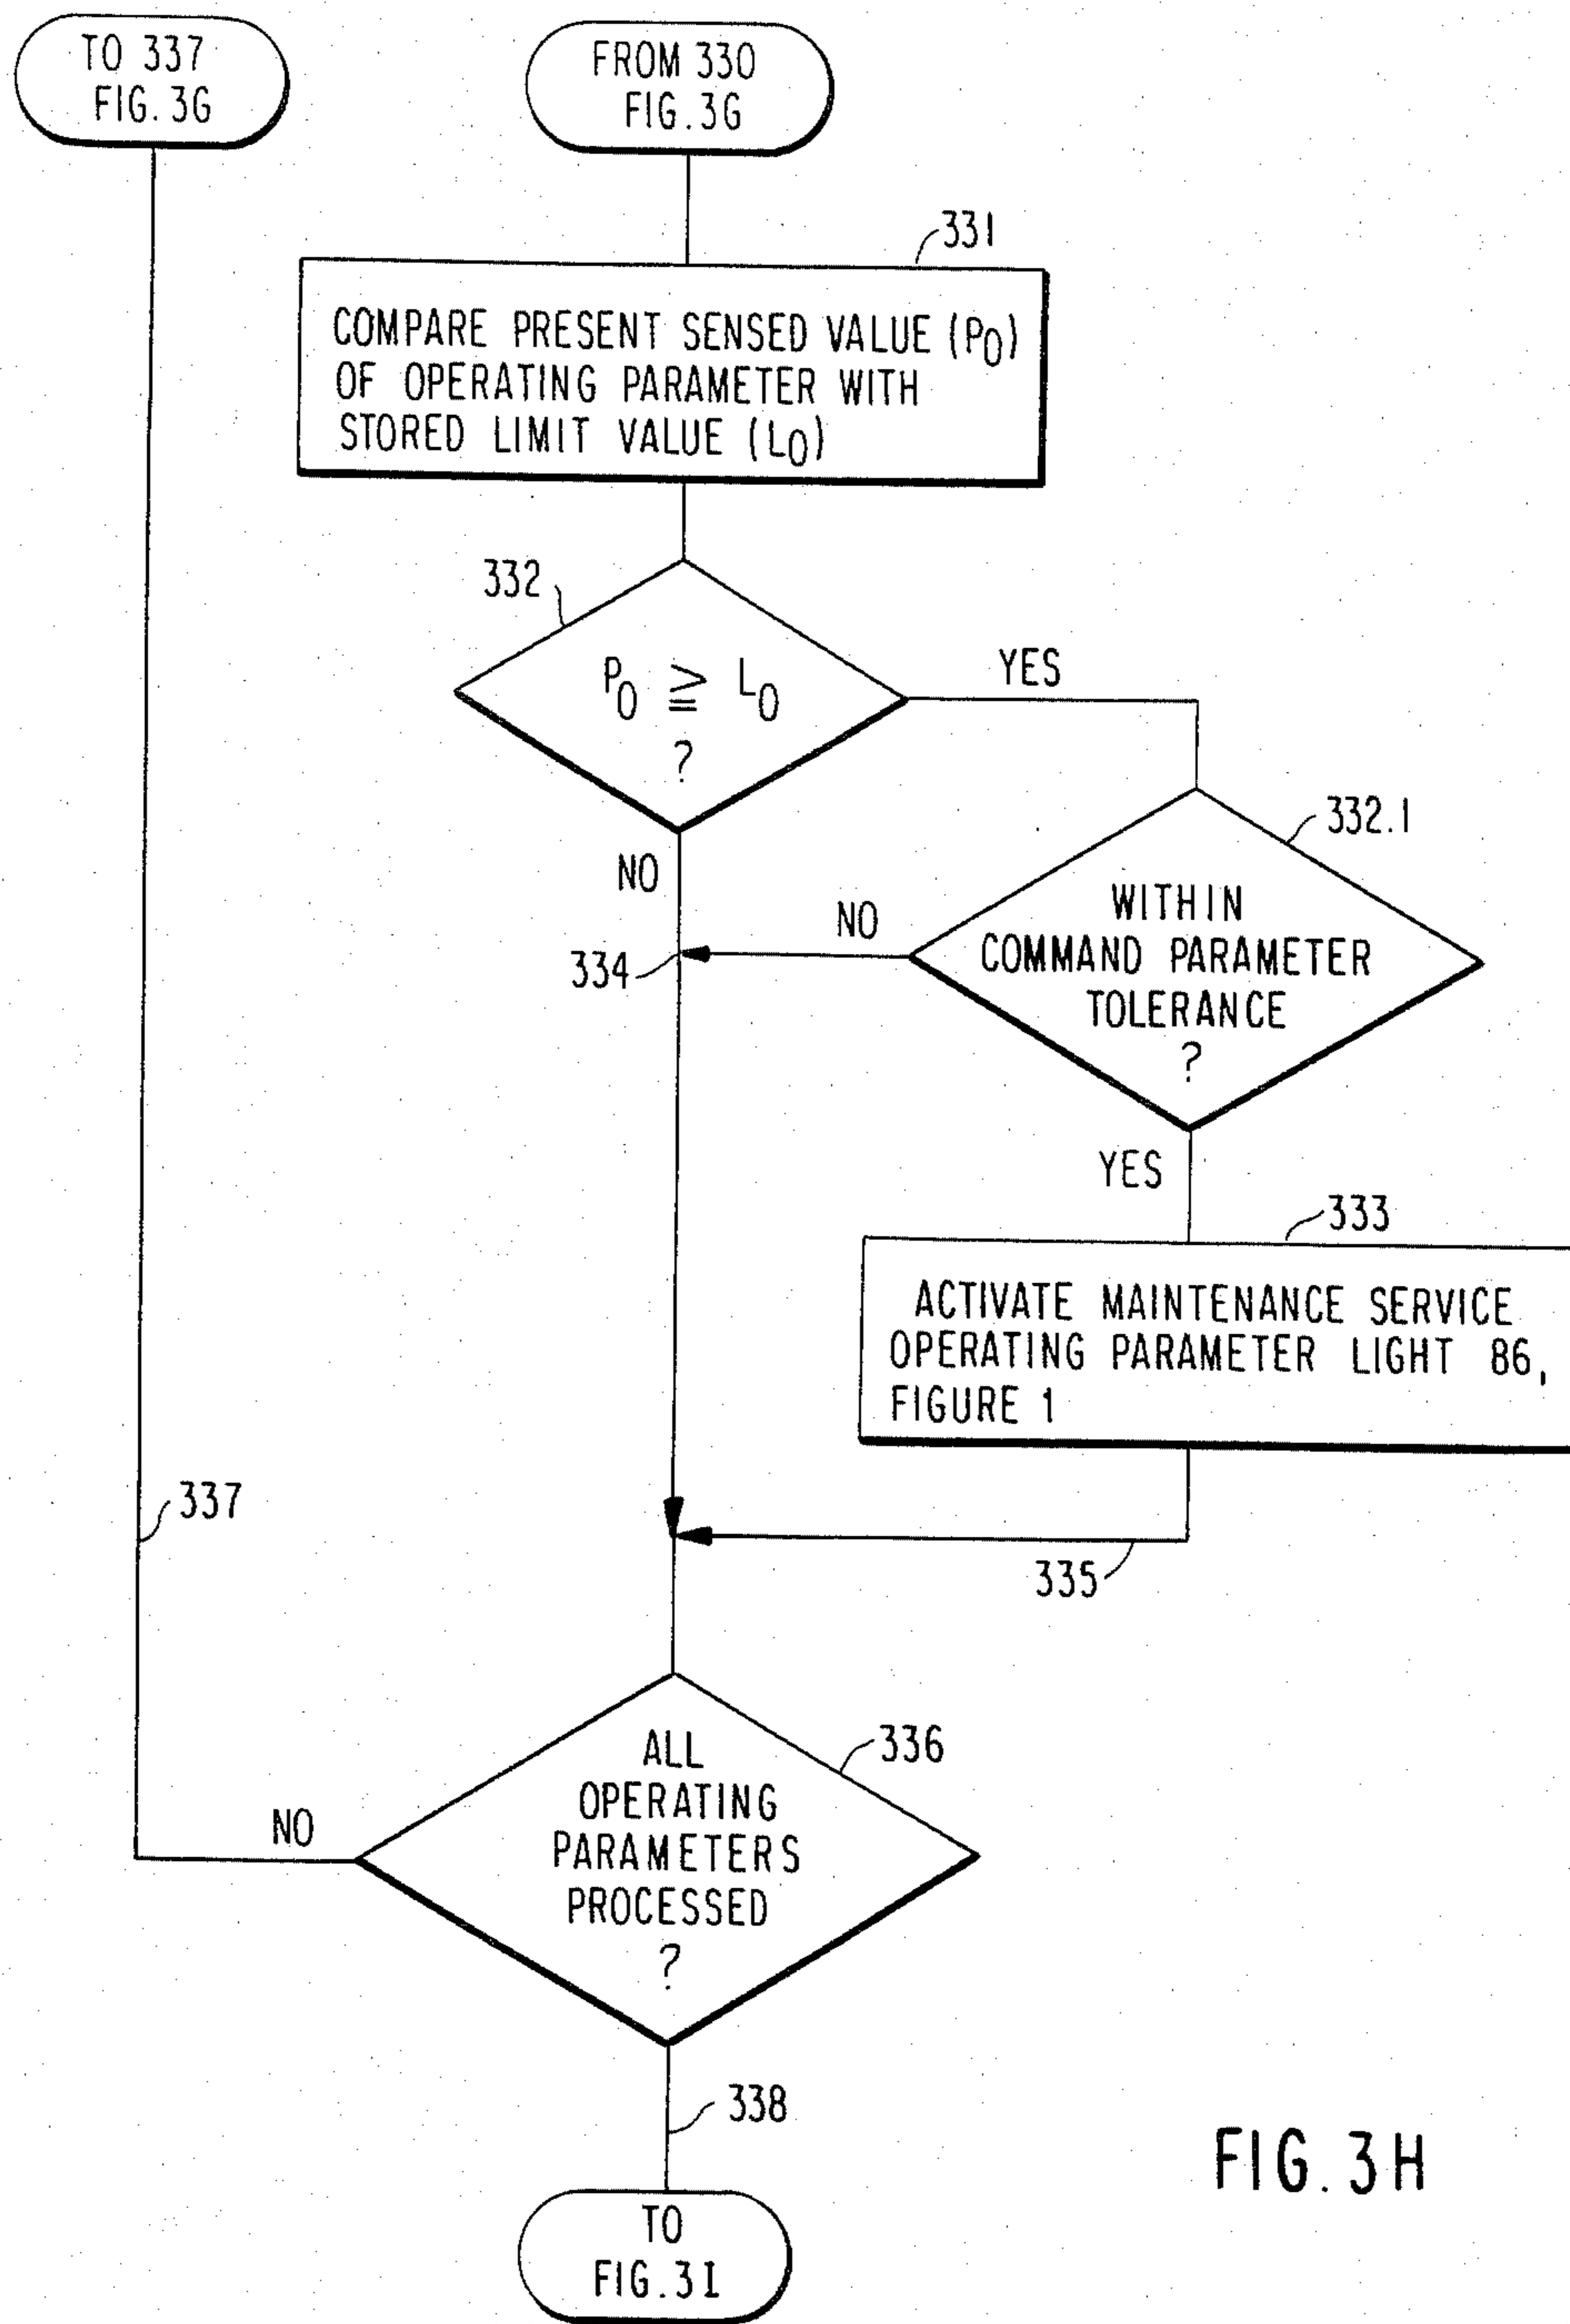 TO 337
FIG. 3G
FROM 330
FIG. 3G
331
COMPARE PRESENT SENSED VALUE (P0)
OF OPERATING PARAMETER WITH
STORED LIMIT VALUE (L0)
332
P0 ≧ L0
?
YES
NO
332.1
WITHIN
COMMAND PARAMETER
TOLERANCE
?
NO
334
YES
333
ACTIVATE MAINTENANCE SERVICE
OPERATING PARAMETER LIGHT 86,
FIGURE 1
337
335
336
ALL
OPERATING
PARAMETERS
PROCESSED
?
NO
338
TO
FIG. 3I
FIG. 3H